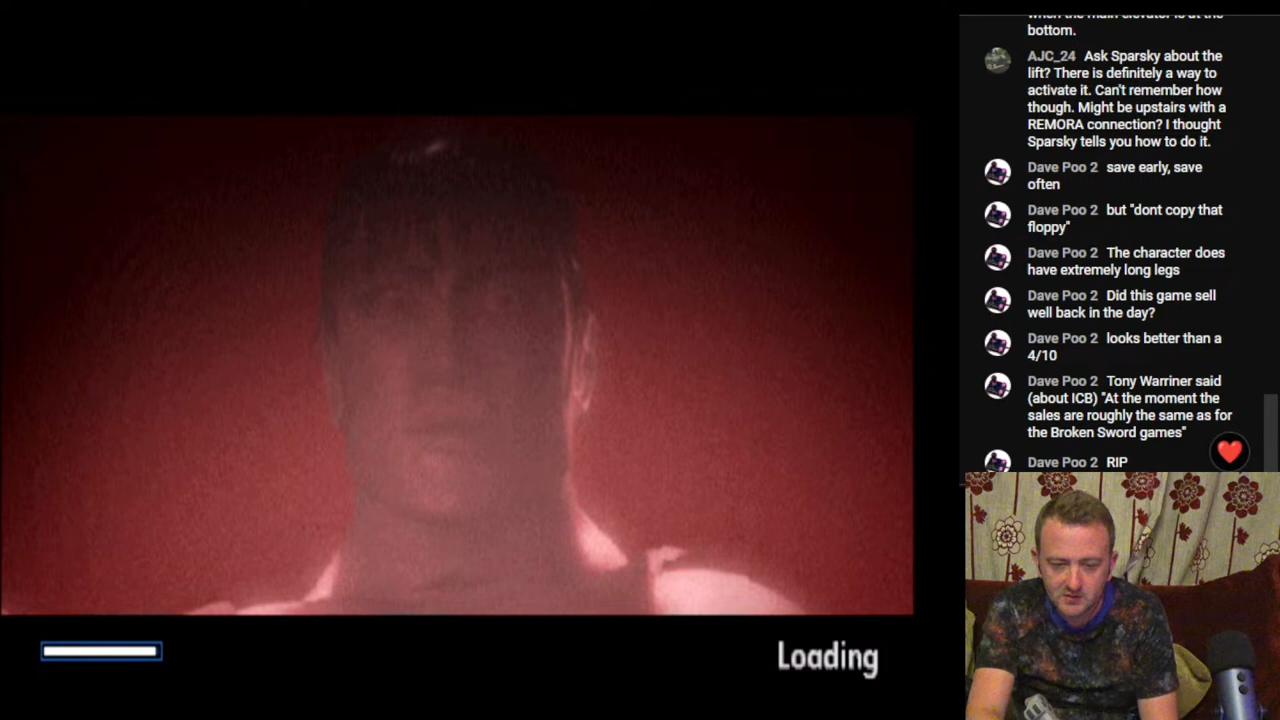 bottom.
AJC_24 Ask Sparsky about the
lift? There is definitely a way to
activate it. Can't remember how
though. Might be upstairs with a
REMORA connection? I thought
Sparsky tells you how to do it.
Dave Poo 2 save early, save
often
Dave Poo 2 but "dont copy that
floppy"
Dave Poo 2 The character does
have extremely long legs
Dave Poo 2 Did this game sell
well back in the day?
Dave Poo 2 looks better than a
4/10
Dave Poo 2 Tony Warriner said
(about ICB) "At the moment the
sales are roughly the same as for
the Broken Sword games"
Dave Poo 2 RIP
Loading